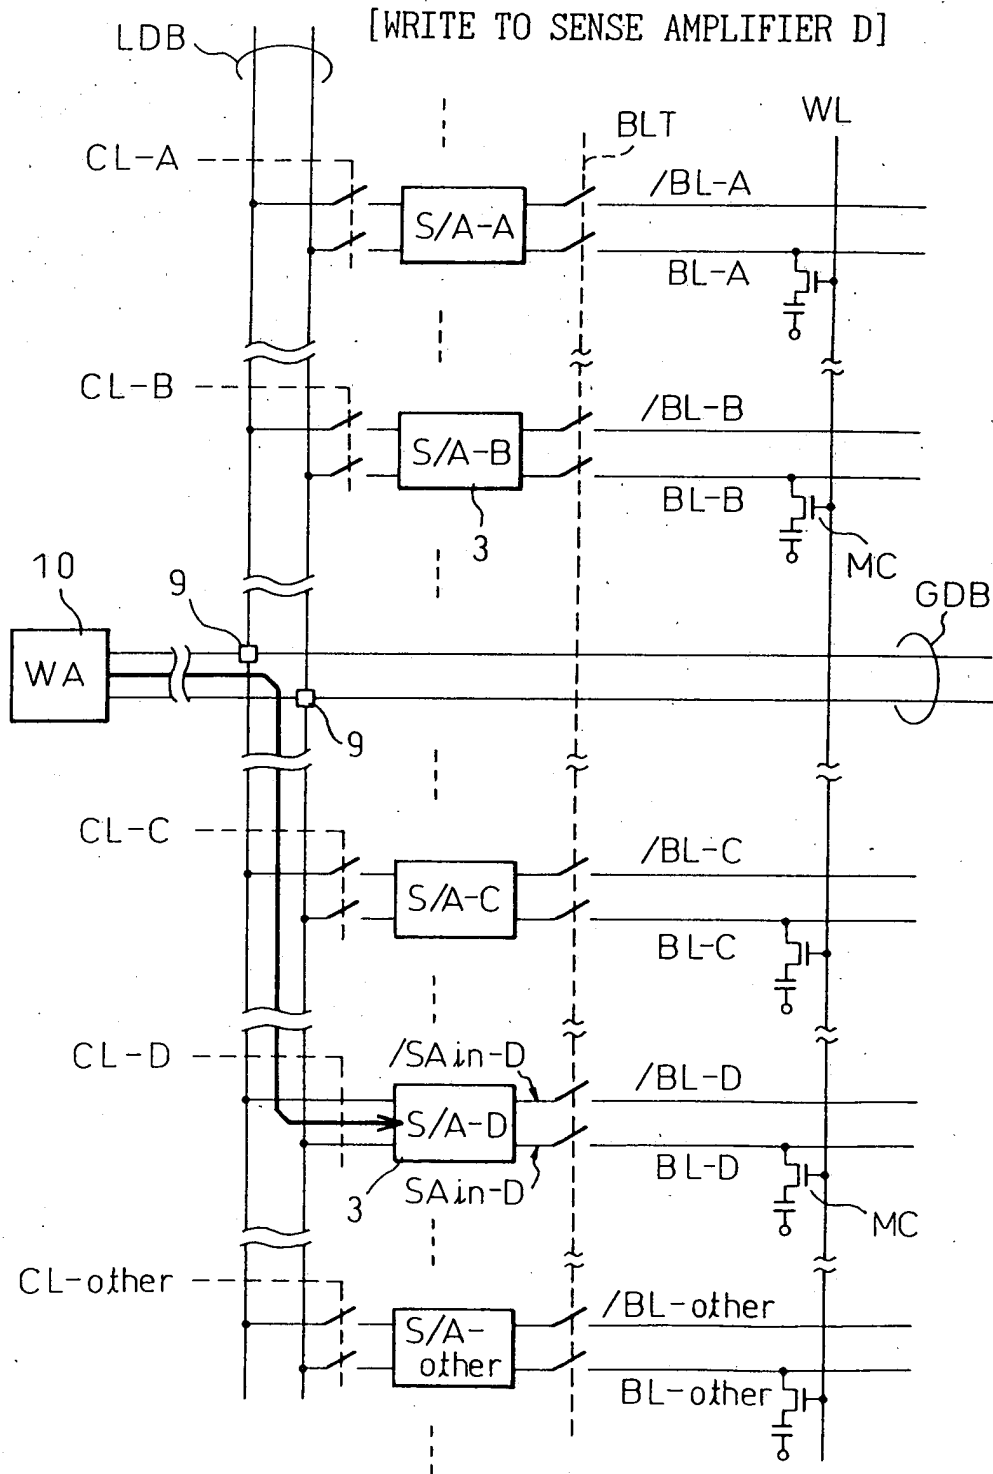 [WRITE TO SENSE AMPLIFIER D]
LDB
WL
BLT
CL-A
/BL-A
S/A-A
BL-A
CL-B
/BL-B
S/A-B
BL-B
3
MC
10
9
GDB
WA
9
CL-C
/BL-C
S/A-C
BL-C
CL-D
/SAin-D
/BL-D
S/A-D
BL-D
3
SAin-D
MC
CL-other
/BL-other
S/A-
other
BL-other